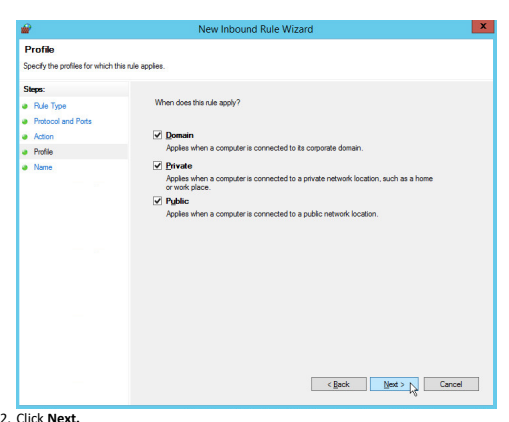 New Inbound Rule Wizard
X
Profile
Specify the profiles for which this rule applies.
Steps:
Rule Type
Protocol and Ports
Action
Profile
Name
When does this rule apply?
Domain
Applies when a computer is connected to its corporate domain.
Private
Applies when a computer is connected to a private network location, such as a home
or work place.
Public
Applies when a computer is connected to a public network location.
< Back Next > Cancel
2. Click Next.